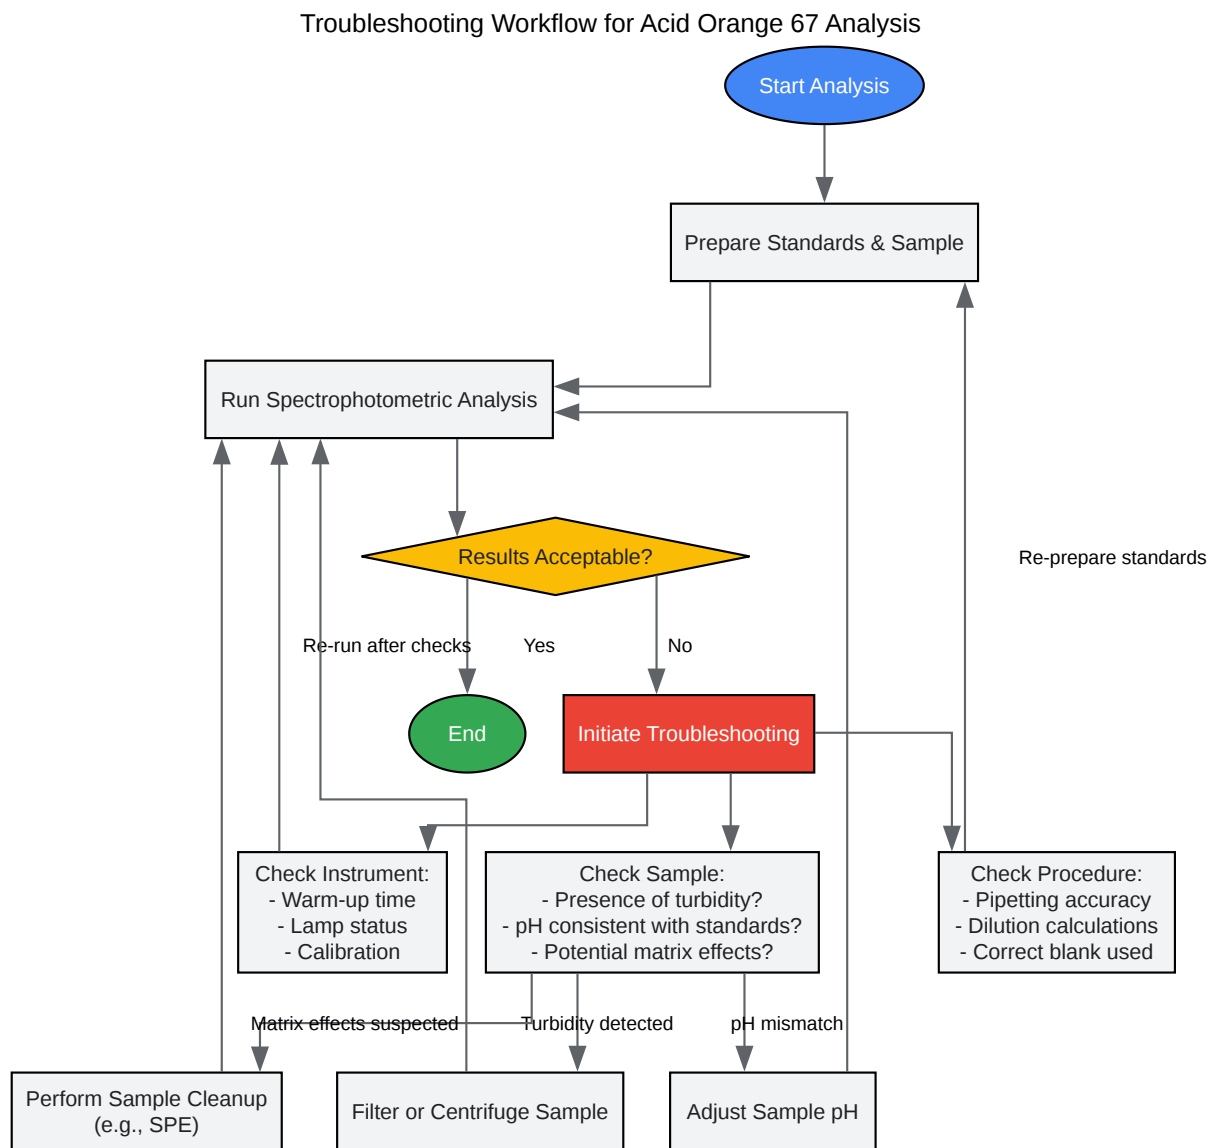 Troubleshooting Workflow for Acid Orange 67 Analysis
Start Analysis
Prepare Standards & Sample
Run Spectrophotometric Analysis
Results Acceptable?
Re-prepare standards
Re-run after checks
Yes
No
End
Initiate Troubleshooting
Check Instrument:
- Warm-up time
- Lamp status
- Calibration
Check Sample:
- Presence of turbidity?
- pH consistent with standards?
- Potential matrix effects?
Check Procedure:
- Pipetting accuracy
- Dilution calculations
- Correct blank used
Matrix effects suspected
Turbidity detected
pH mismatch
Perform Sample Cleanup
(e.g., SPE)
Filter or Centrifuge Sample
Adjust Sample pH